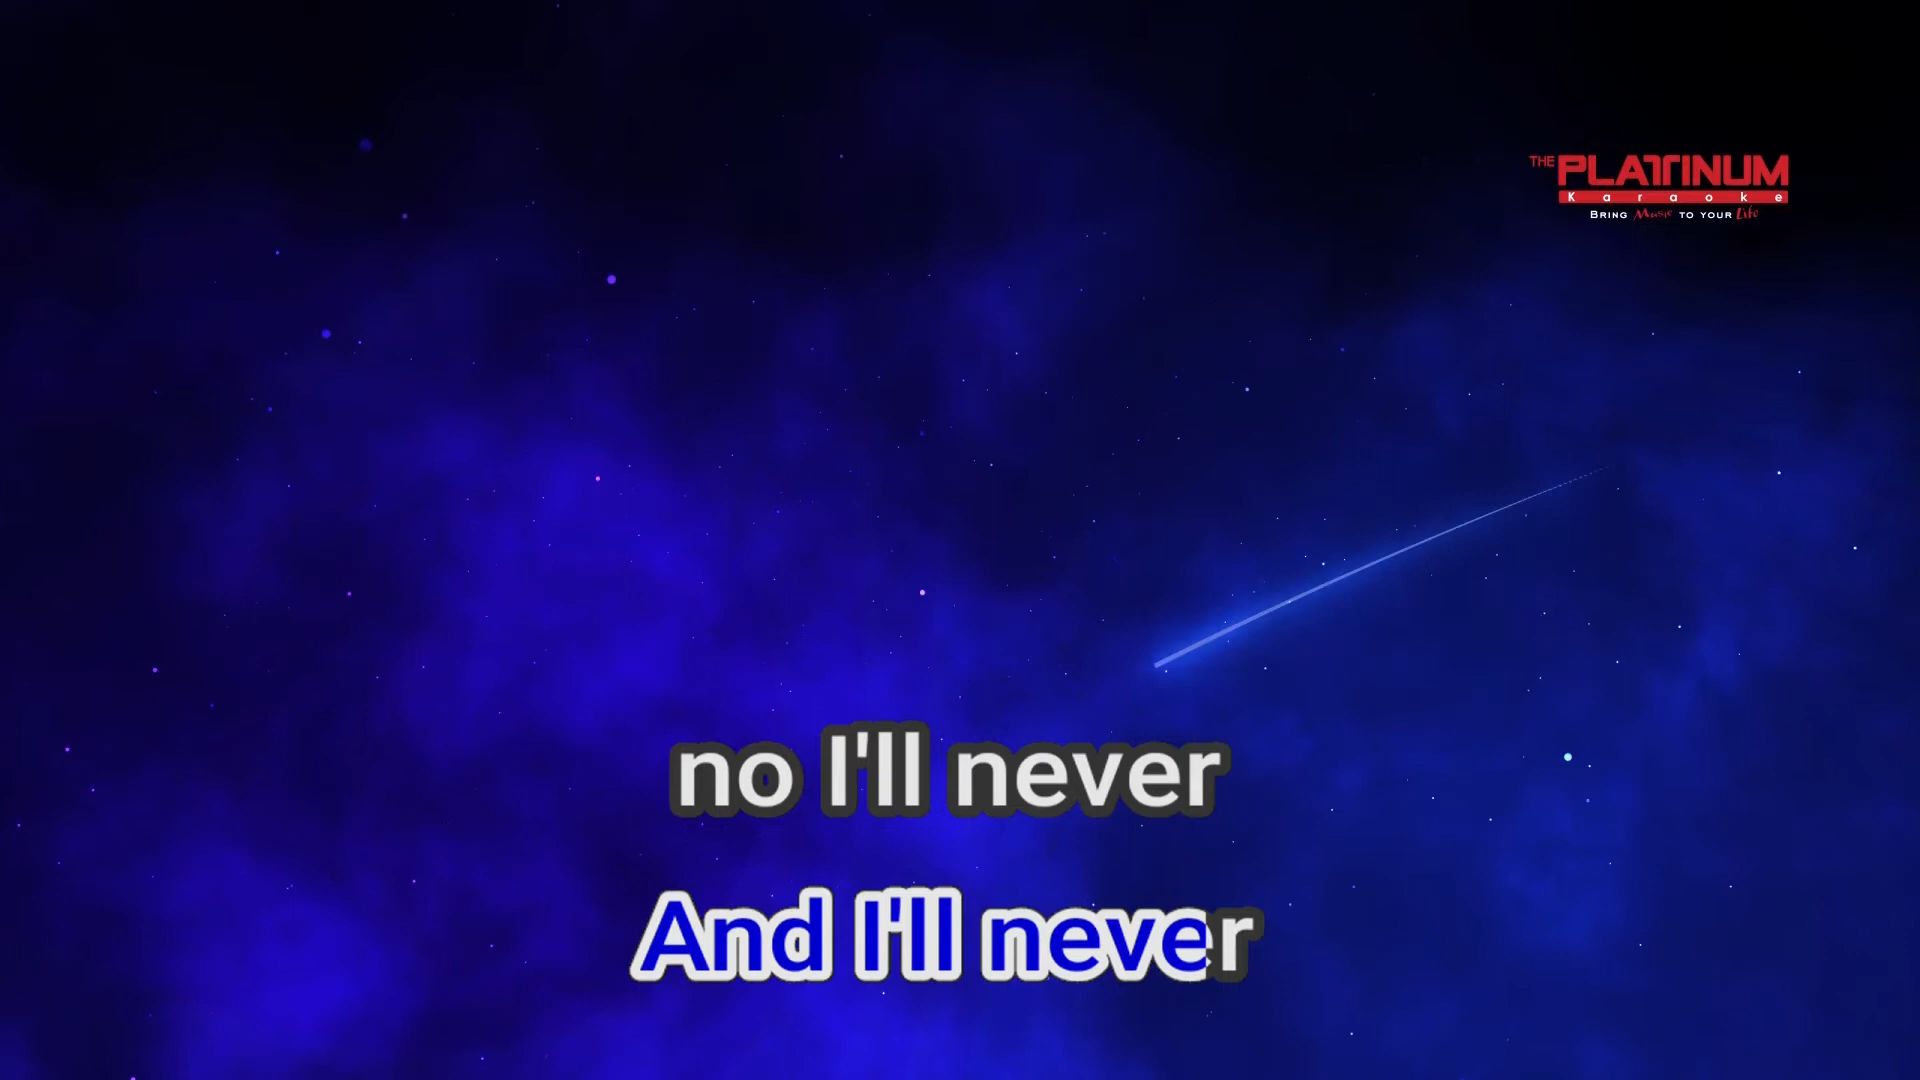 THE PLATINUM
Karaoke
BRING Music TO YOUR Life
no I'll never
And I'll never